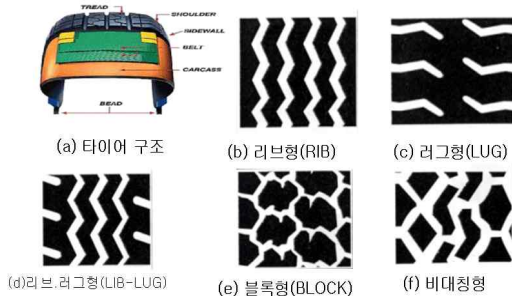 TREAD
SHOULDER
SIDEWALL
BELT
CARCASS
BEAD
(a) 타이어 구조
(b) 리브형(RIB)
(c) 러그형(LUG)
(d)리브.러그형(LIB-LUG)
(e) 블록형(BLOCK)
(f) 비대칭형